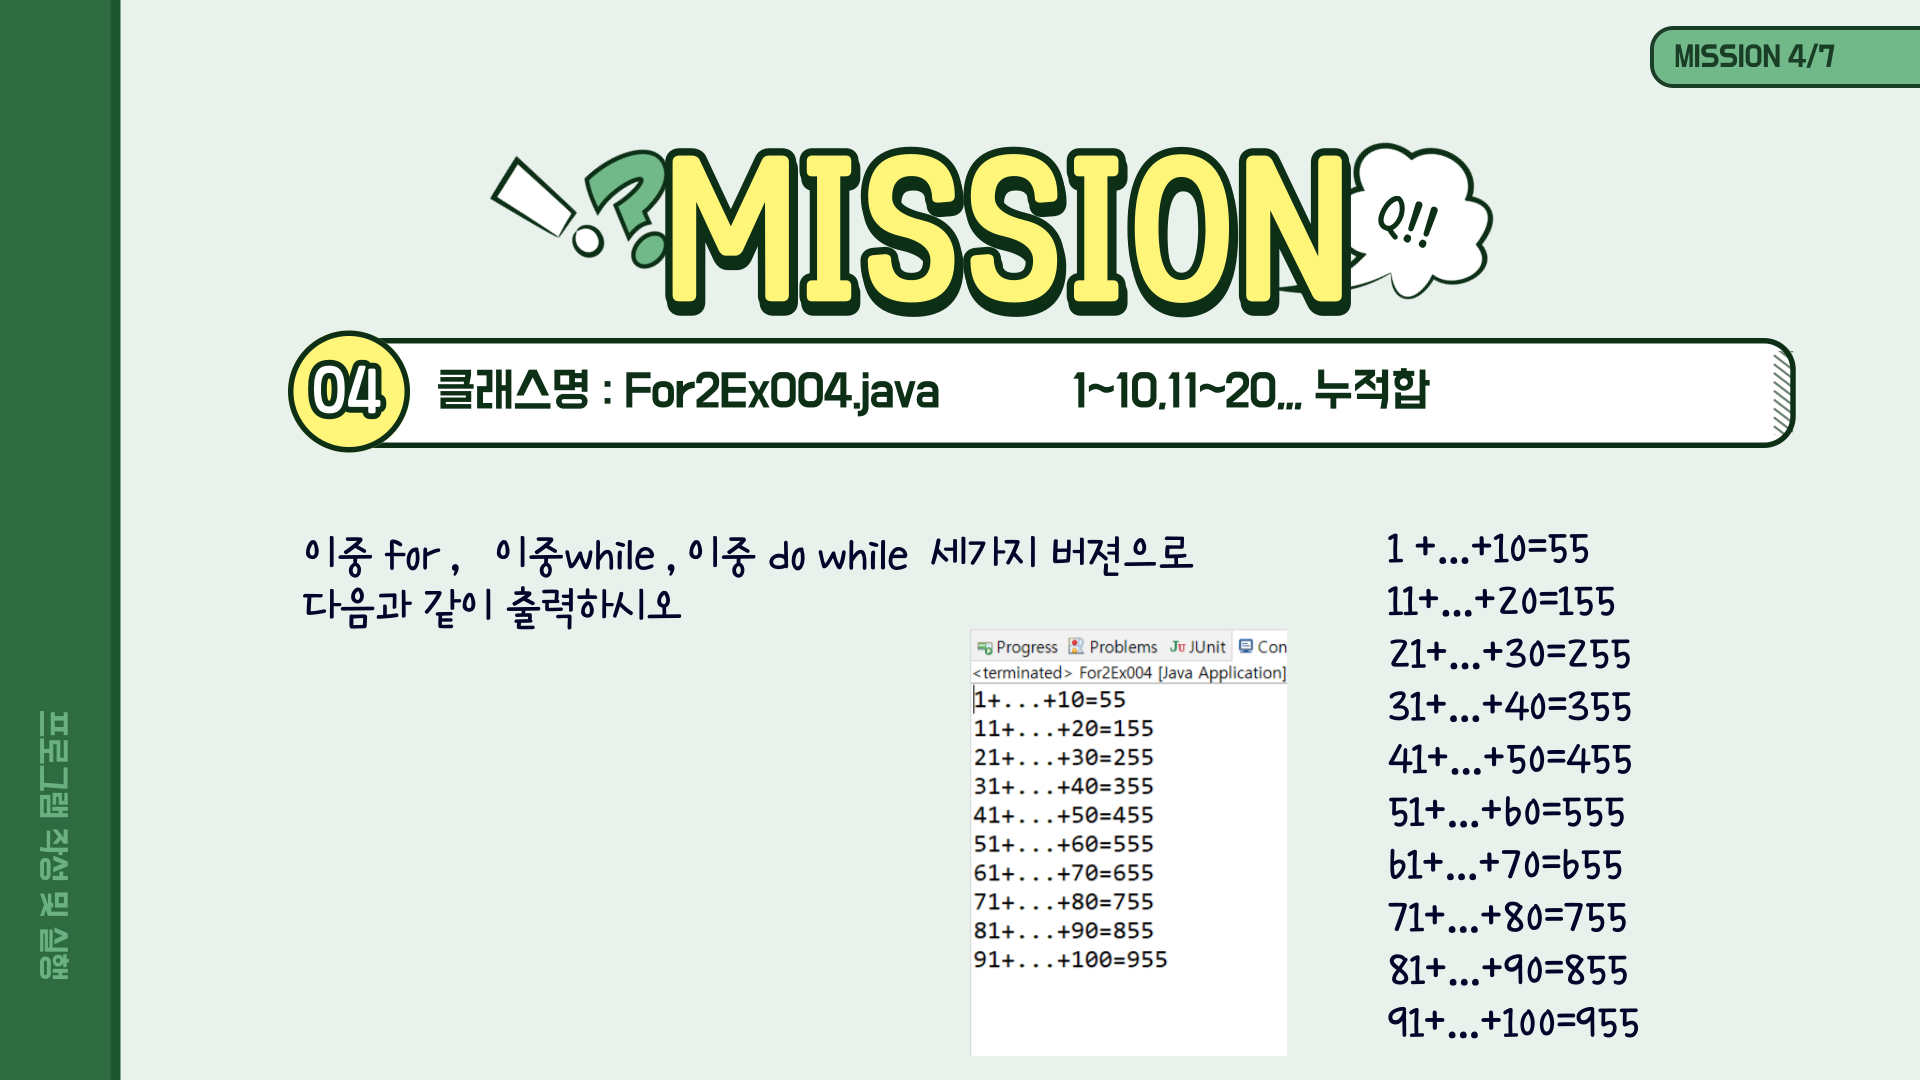 MISSION 4/7
MISSION
Q!!
04
클래스명 : For2Ex004.java 1~10,11~20,,, 누적합
이중 for , 이중while , 이중 do while 세가지 버젼으로
다음과 같이 출력하시오
Progress Problems JUnit Con
<terminated> For2Ex004 [Java Application]
1+...+10=55
11+...+20=155
21+...+30=255
31+...+40=355
41+...+50=455
51+...+60=555
61+...+70=655
71+...+80=755
81+...+90=855
91+...+100=955
1 +...+10=55
11+...+20=155
21+...+30=255
31+...+40=355
41+...+50=455
51+...+60=555
61+...+70=655
71+...+80=755
81+...+90=855
91+...+100=955
프로그램 작성 및 실행